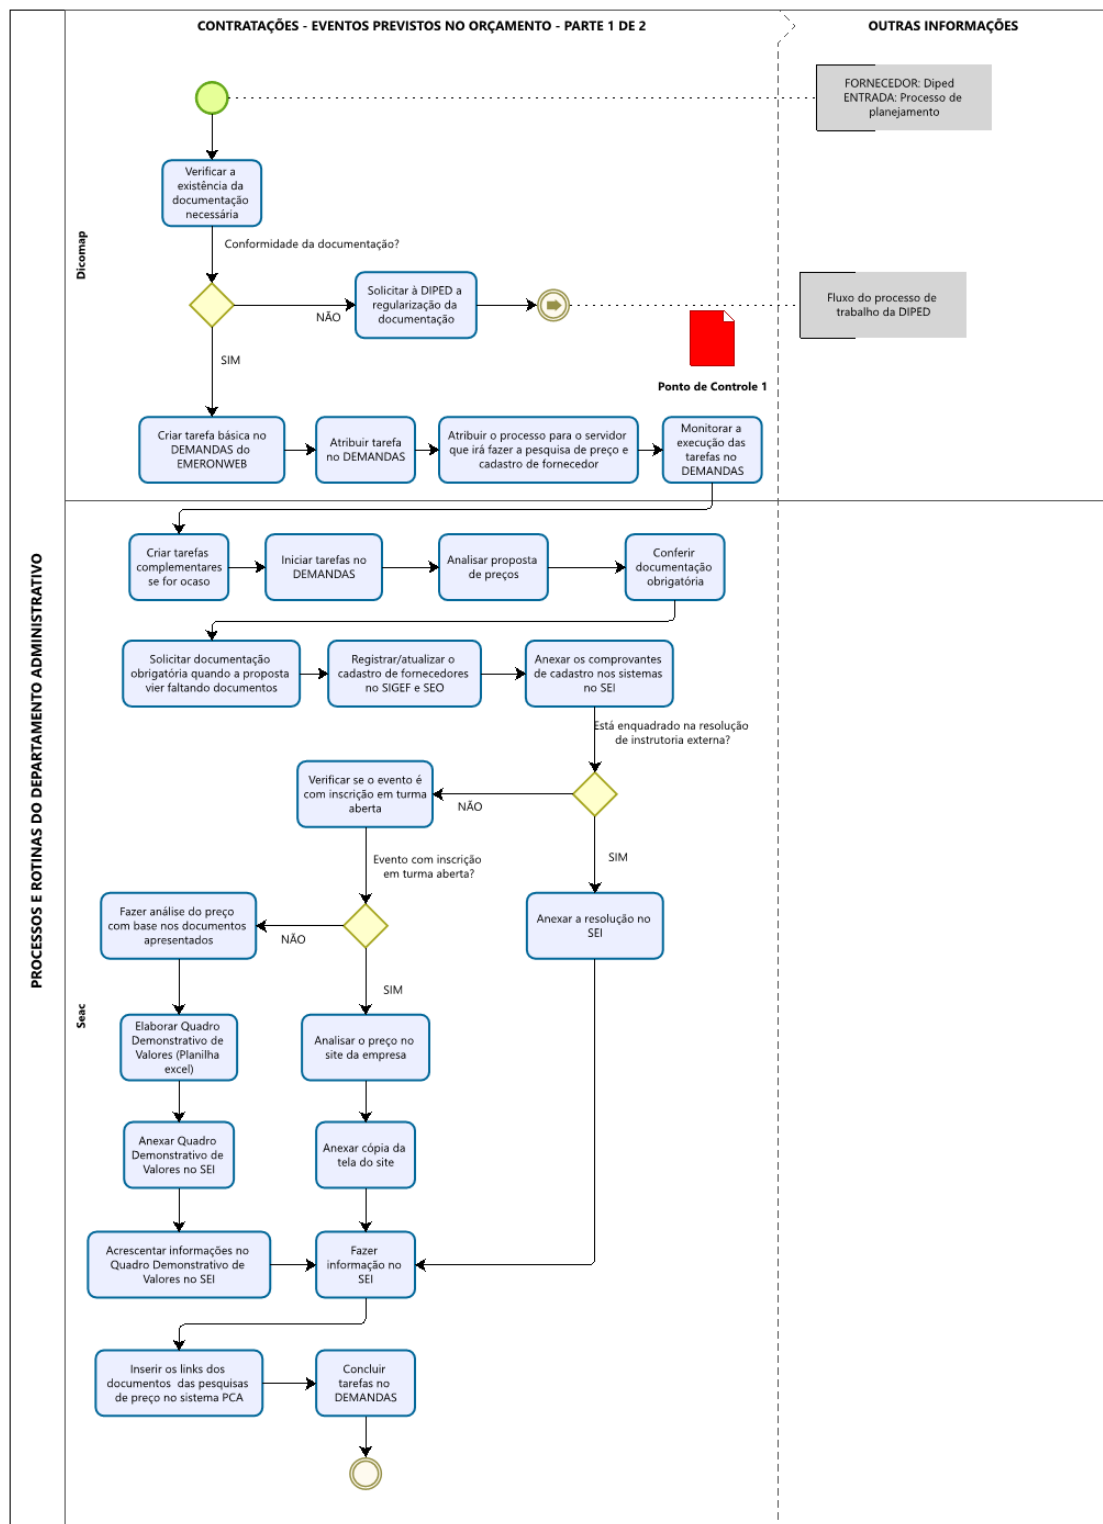 CONTRATAÇÕES - EVENTOS PREVISTOS NO ORÇAMENTO - PARTE 1 DE 2
OUTRAS INFORMAÇÕES
PROCESSOS E ROTINAS DO DEPARTAMENTO ADMINISTRATIVO
Dicomap
FORNECEDOR: Diped
ENTRADA: Processo de
planejamento
Verificar a
existência da
documentação
necessária
Conformidade da documentação?
NÃO
Solicitar à DIPED a
regularização da
documentação
Fluxo do processo de
trabalho da DIPED
SIM
Ponto de Controle 1
Criar tarefa básica no
DEMANDAS do
EMERONWEB
Atribuir tarefa
no DEMANDAS
Atribuir o processo para o servidor
que irá fazer a pesquisa de preço e
cadastro de fornecedor
Monitorar a
execução das
tarefas no
DEMANDAS
Seac
Criar tarefas
complementares
se for ocaso
Iniciar tarefas no
DEMANDAS
Analisar proposta
de preços
Conferir
documentação
obrigatória
Solicitar documentação
obrigatória quando a proposta
vier faltando documentos
Registrar/atualizar o
cadastro de fornecedores
no SIGEF e SEO
Anexar os comprovantes
de cadastro nos sistemas
no SEI
Está enquadrado na resolução
de instrutoria externa?
NÃO
Verificar se o evento é
com inscrição em turma
aberta
SIM
Evento com inscrição
em turma aberta?
Anexar a resolução no
SEI
NÃO
Fazer análise do preço
com base nos documentos
apresentados
SIM
Elaborar Quadro
Demonstrativo de
Valores (Planilha
excel)
Analisar o preço no
site da empresa
Anexar Quadro
Demonstrativo de
Valores no SEI
Anexar cópia da
tela do site
Acrescentar informações no
Quadro Demonstrativo de
Valores no SEI
Fazer
informação no
SEI
Inserir os links dos
documentos das pesquisas
de preço no sistema PCA
Concluir
tarefas no
DEMANDAS